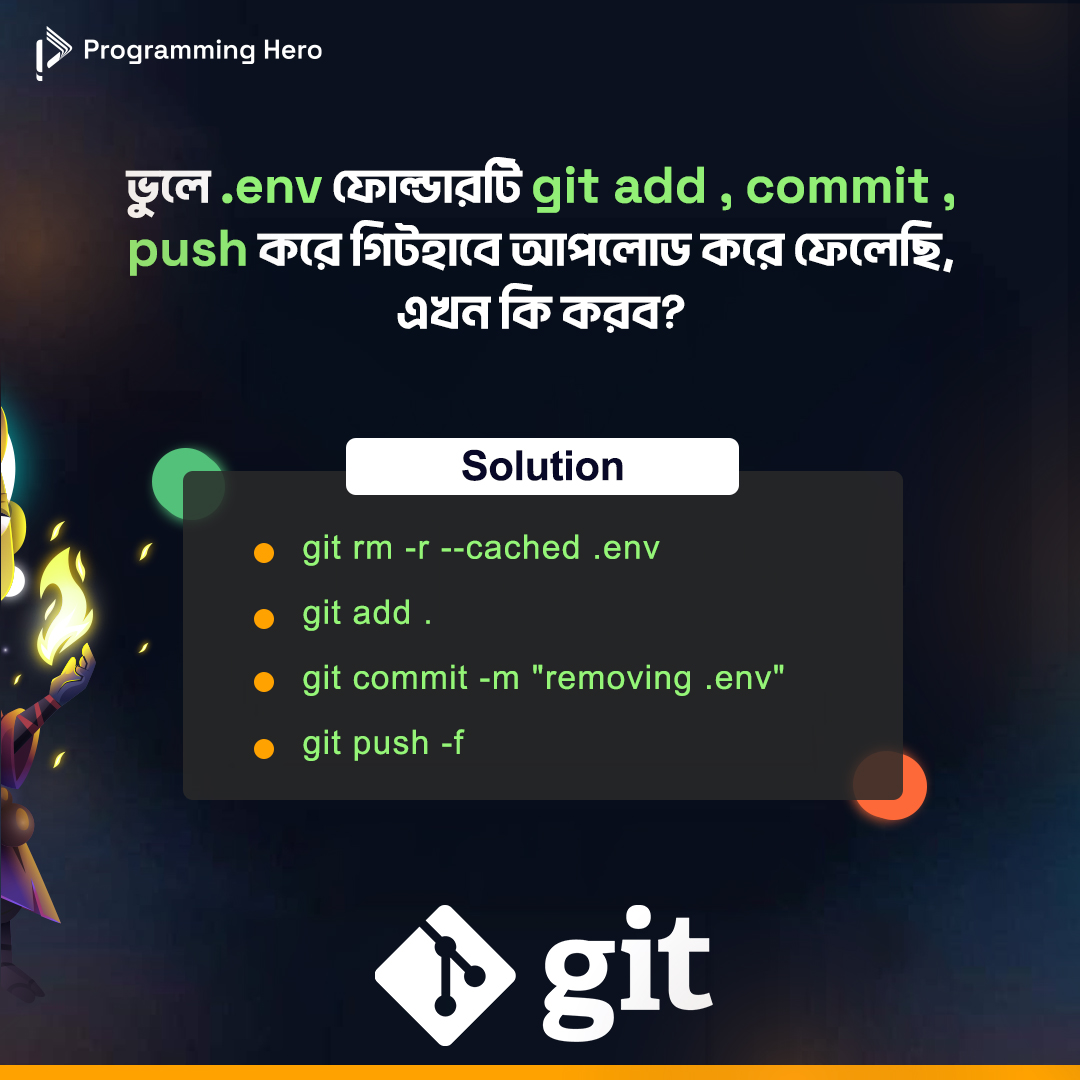 Programming Hero
ভুলে .env ফোল্ডারটি git add , commit ,
push করে গিটহাবে আপলোড করে ফেলেছি,
এখন কি করব?
Solution
git rm -r --cached .env
git add .
git commit -m "removing .env"
git push -f
git